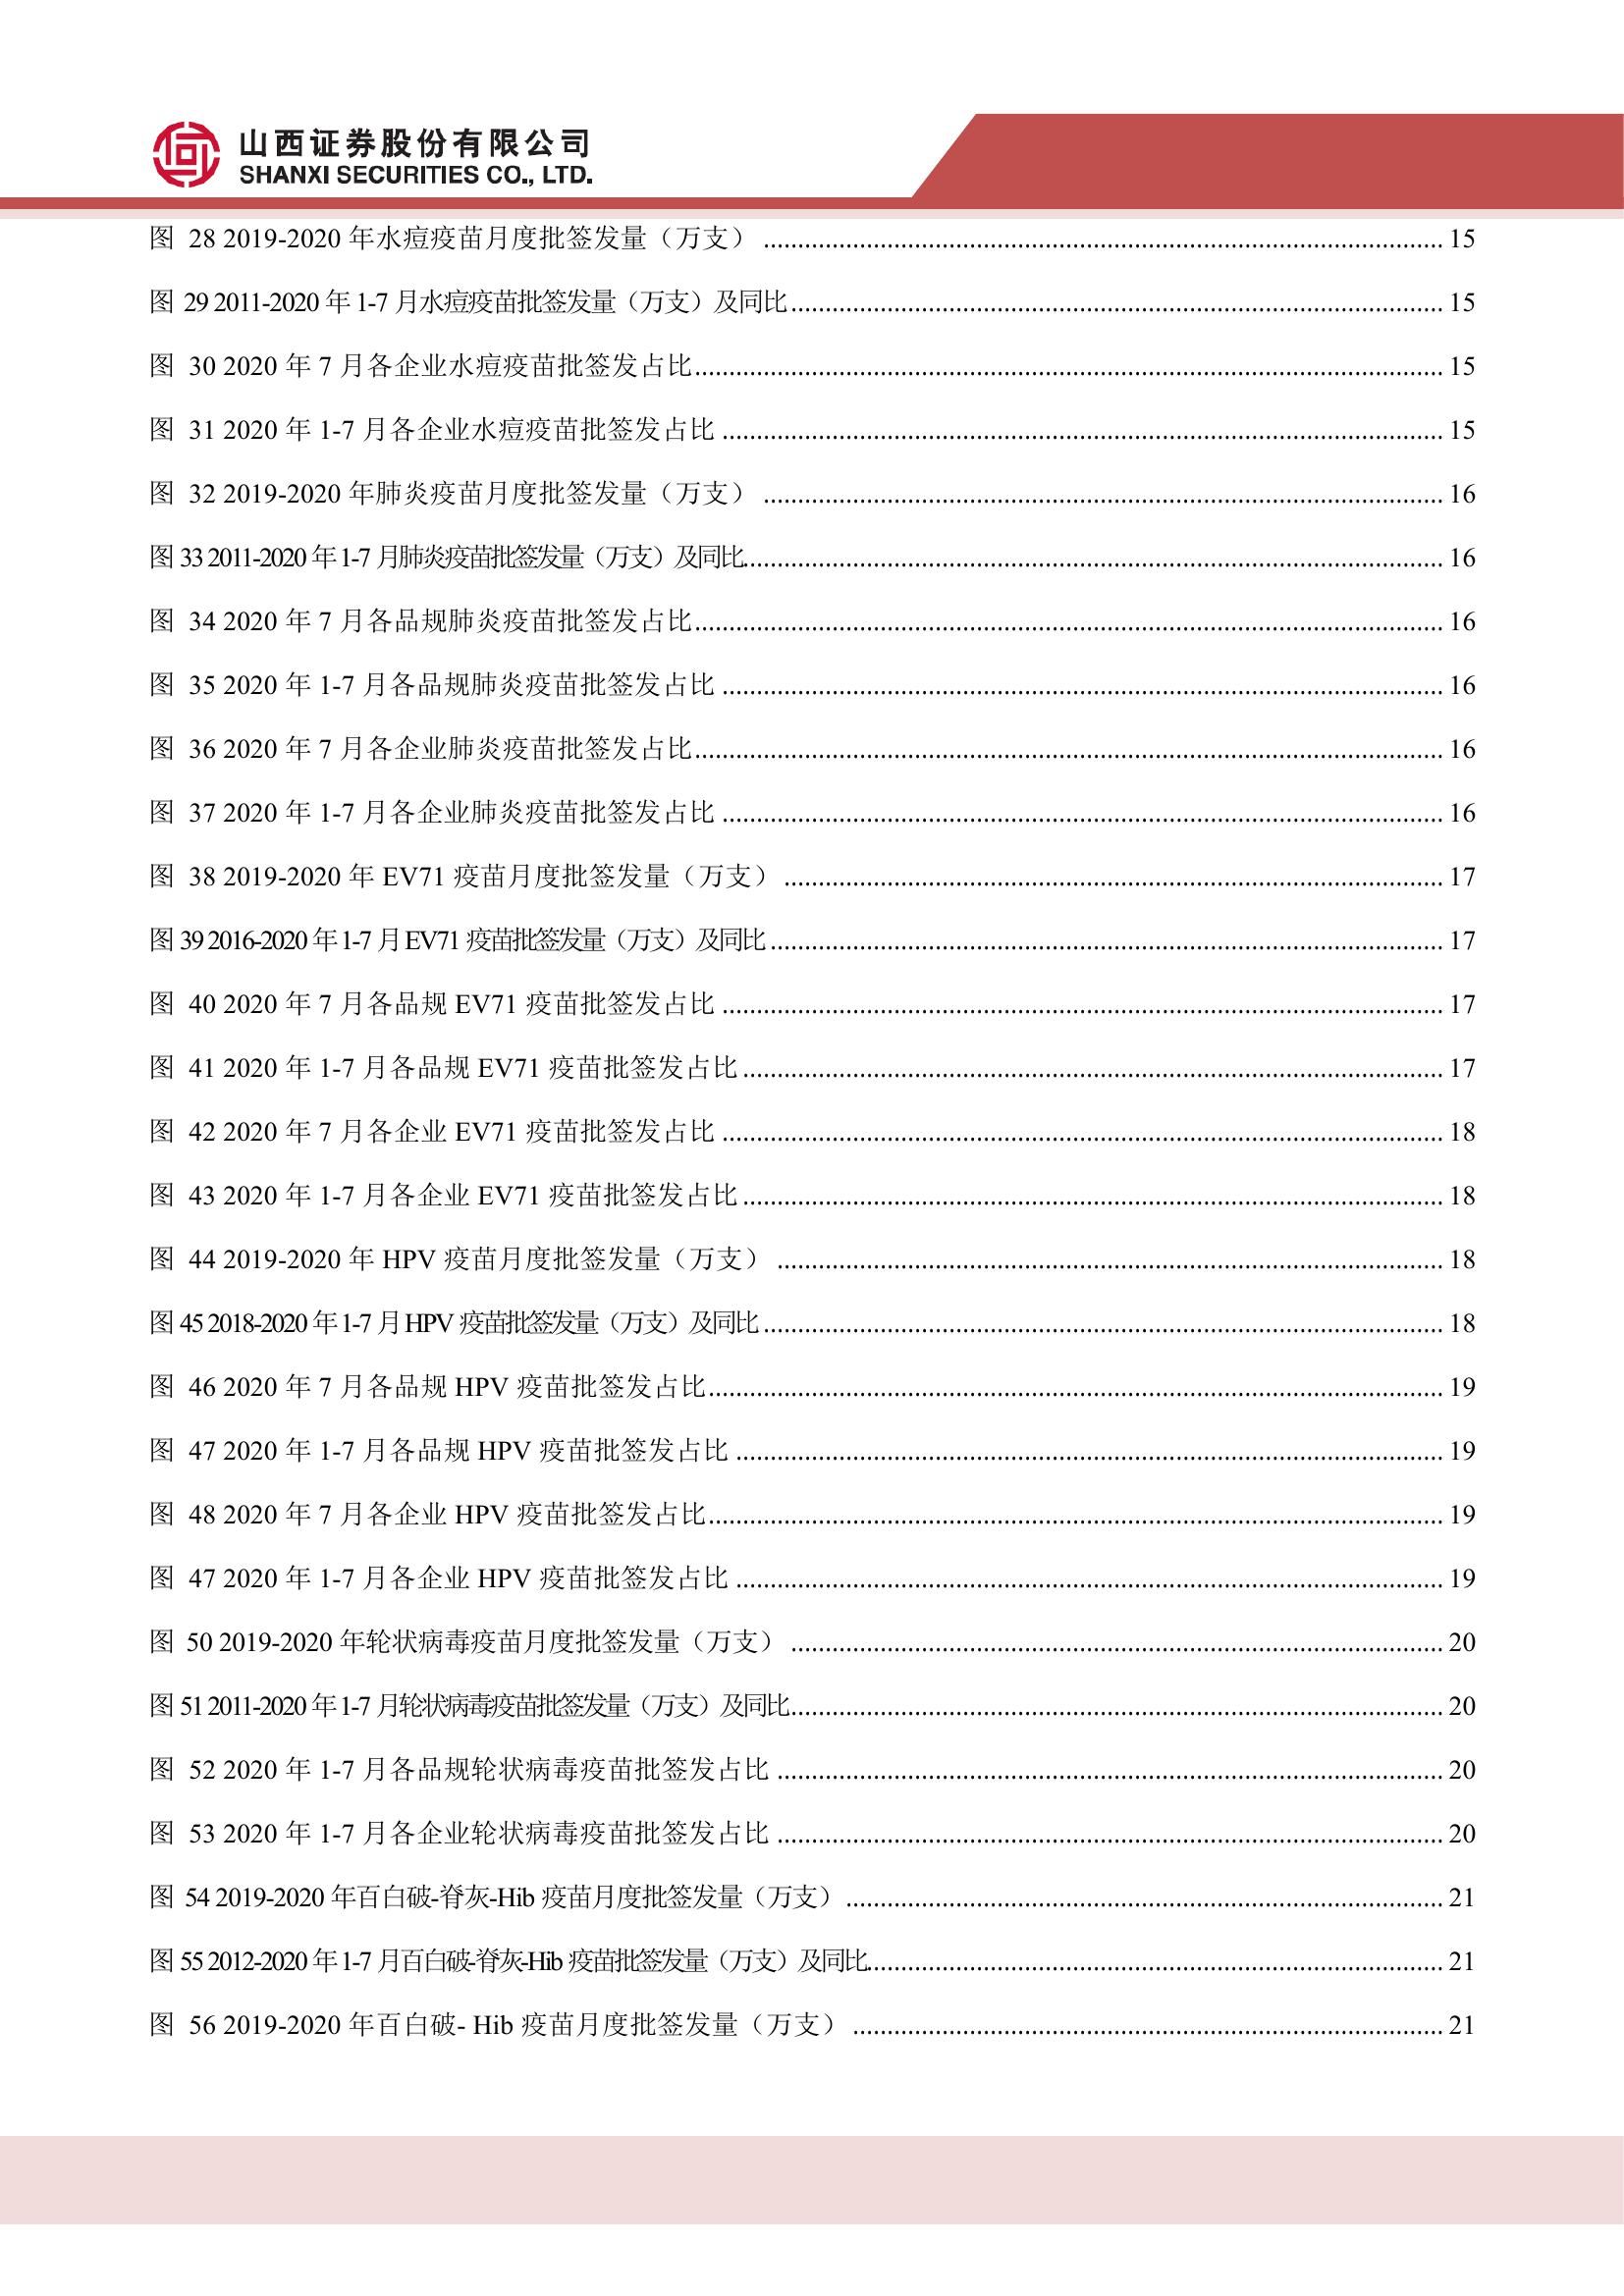 山西证券股份有限公司
SHANXI SECURITIES CO., LTD.
图 28 2019-2020 年水痘疫苗月度批签发量（万支） ........ 15
图 29 2011-2020 年 1-7 月水痘疫苗批签发量（万支）及同比 ........ 15
图 30 2020 年 7 月各企业水痘疫苗批签发占比 ........ 15
图 31 2020 年 1-7 月各企业水痘疫苗批签发占比 ........ 15
图 32 2019-2020 年肺炎疫苗月度批签发量（万支） ........ 16
图 33 2011-2020 年 1-7 月肺炎疫苗批签发量（万支）及同比 ........ 16
图 34 2020 年 7 月各品规肺炎疫苗批签发占比 ........ 16
图 35 2020 年 1-7 月各品规肺炎疫苗批签发占比 ........ 16
图 36 2020 年 7 月各企业肺炎疫苗批签发占比 ........ 16
图 37 2020 年 1-7 月各企业肺炎疫苗批签发占比 ........ 16
图 38 2019-2020 年 EV71 疫苗月度批签发量（万支） ........ 17
图 39 2016-2020 年 1-7 月 EV71 疫苗批签发量（万支）及同比 ........ 17
图 40 2020 年 7 月各品规 EV71 疫苗批签发占比 ........ 17
图 41 2020 年 1-7 月各品规 EV71 疫苗批签发占比 ........ 17
图 42 2020 年 7 月各企业 EV71 疫苗批签发占比 ........ 18
图 43 2020 年 1-7 月各企业 EV71 疫苗批签发占比 ........ 18
图 44 2019-2020 年 HPV 疫苗月度批签发量（万支） ........ 18
图 45 2018-2020 年 1-7 月 HPV 疫苗批签发量（万支）及同比 ........ 18
图 46 2020 年 7 月各品规 HPV 疫苗批签发占比 ........ 19
图 47 2020 年 1-7 月各品规 HPV 疫苗批签发占比 ........ 19
图 48 2020 年 7 月各企业 HPV 疫苗批签发占比 ........ 19
图 47 2020 年 1-7 月各企业 HPV 疫苗批签发占比 ........ 19
图 50 2019-2020 年轮状病毒疫苗月度批签发量（万支） ........ 20
图 51 2011-2020 年 1-7 月轮状病毒疫苗批签发量（万支）及同比 ........ 20
图 52 2020 年 1-7 月各品规轮状病毒疫苗批签发占比 ........ 20
图 53 2020 年 1-7 月各企业轮状病毒疫苗批签发占比 ........ 20
图 54 2019-2020 年百白破-脊灰-Hib 疫苗月度批签发量（万支） ........ 21
图 55 2012-2020 年 1-7 月百白破-脊灰-Hib 疫苗批签发量（万支）及同比 ........ 21
图 56 2019-2020 年百白破- Hib 疫苗月度批签发量（万支） ........ 21